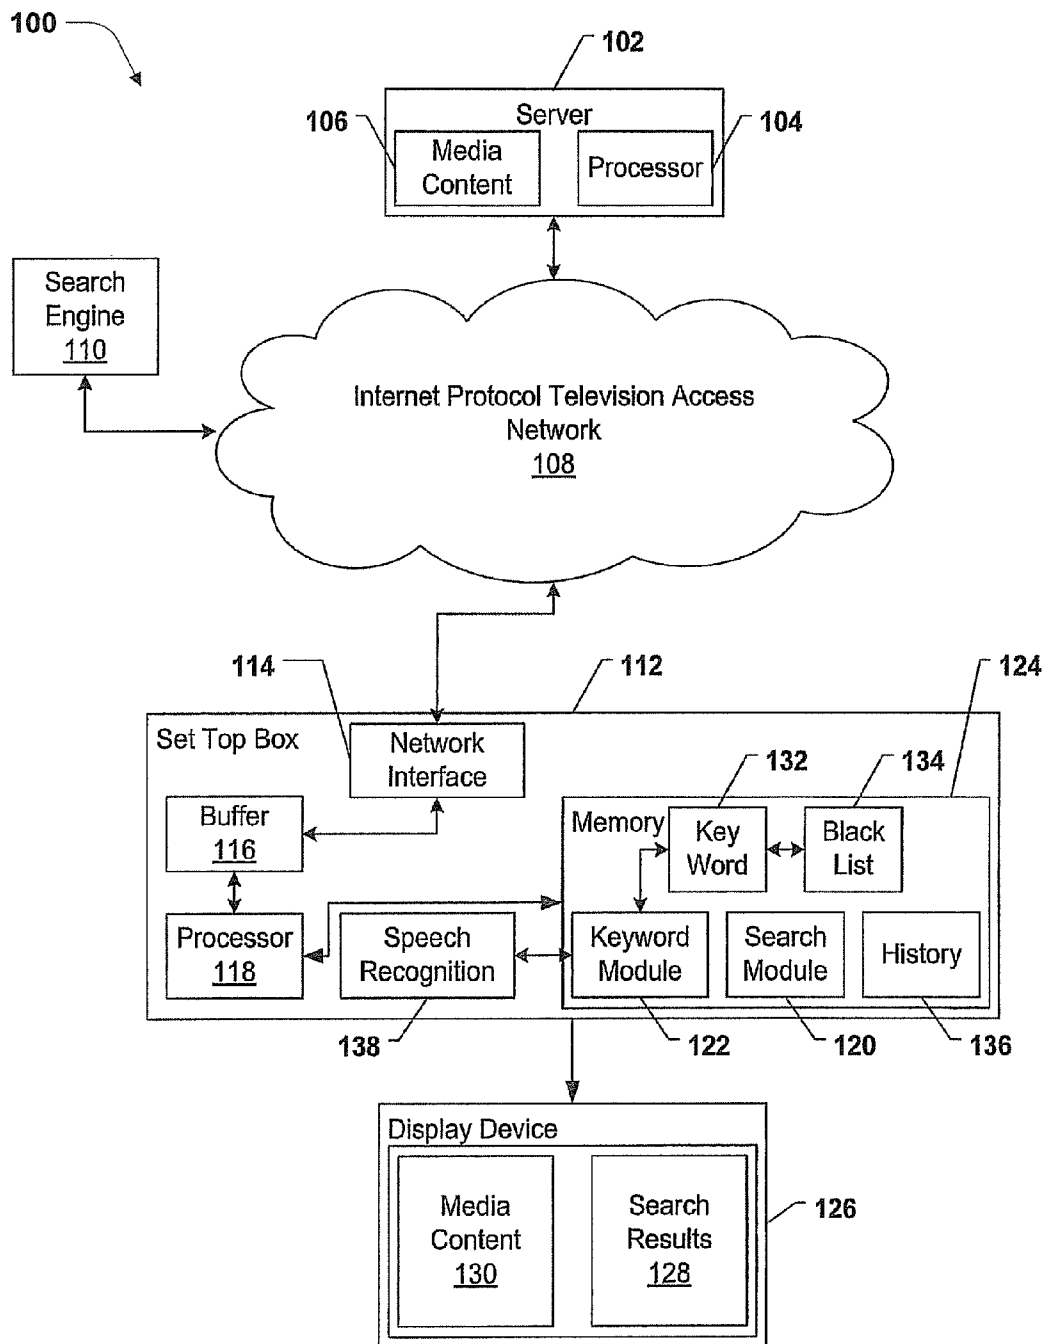 100
102
Server
106
104
Media
Content
Processor
Search
Engine
110
Internet Protocol Television Access
Network
108
114
112
124
Set Top Box
Network
Interface
132
134
Buffer
116
Memory
Key
Word
Black
List
Processor
118
Speech
Recognition
Keyword
Module
Search
Module
History
138
122
120
136
Display Device
Media
Content
130
Search
Results
128
126